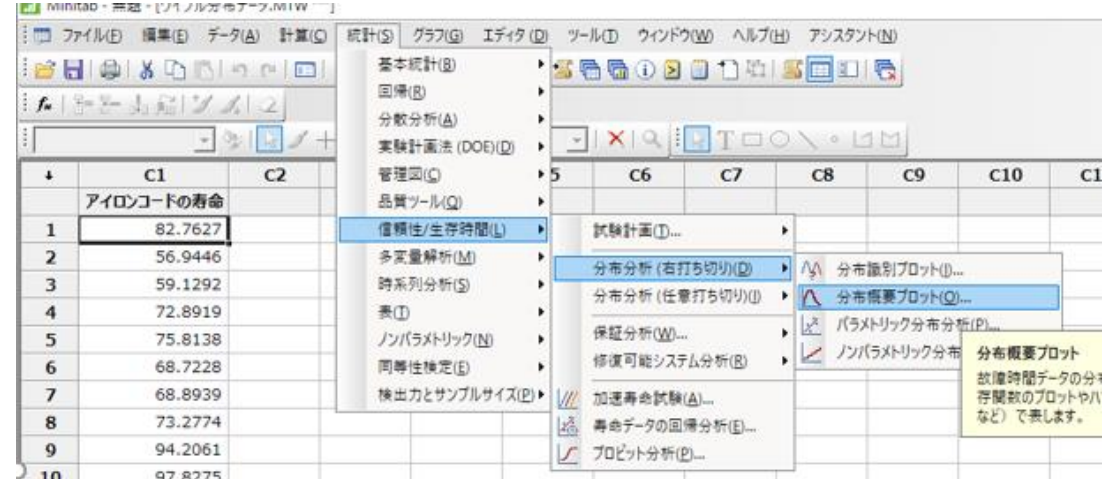 Minitab - 無題 - [ワイブル分布データ.MTW ***]
ファイル(F) 編集(E) データ(A) 計算(C) 統計(S) グラフ(G) エディタ(D) ツール(T) ウィンドウ(W) ヘルプ(H) アシスタント(N)
基本統計(B)
回帰(R)
分散分析(A)
実験計画法 (DOE)(D)
管理図(C)
品質ツール(Q)
信頼性/生存時間(L)
多変量解析(M)
時系列分析(S)
表(T)
ノンパラメトリック(N)
同等性検定(E)
検出力とサンプルサイズ(P)
試験計画(T)...
分布分析 (右打ち切り)(D)
分布分析 (任意打ち切り)(I)
保証分析(W)...
修復可能システム分析(R)
加速寿命試験(A)...
寿命データの回帰分析(E)...
プロビット分析(P)...
分布識別プロット(I)...
分布概要プロット(O)...
パラメトリック分布分析(P)...
ノンパラメトリック分布
分布概要プロット
故障時間データの分布
存関数のプロットやハ
など）で表します。
C1 C2 5 C6 C7 C8 C9 C10 C1
アイロンコードの寿命
1 82.7627
2 56.9446
3 59.1292
4 72.8919
5 75.8138
6 68.7228
7 68.8939
8 73.2774
9 94.2061
10 97.8275